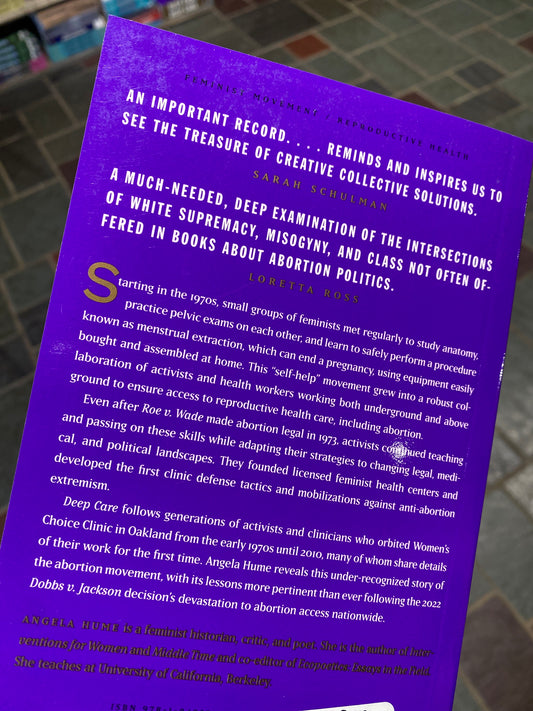 FEMINIST MOVEMENT / REPRODUCTIVE HEALTH
AN IMPORTANT RECORD. . . . REMINDS AND INSPIRES US TO
SEE THE TREASURE OF CREATIVE COLLECTIVE SOLUTIONS.
SARAH SCHULMAN
A MUCH-NEEDED, DEEP EXAMINATION OF THE INTERSECTIONS
OF WHITE SUPREMACY, MISOGYNY, AND CLASS NOT OFTEN OF-
FERED IN BOOKS ABOUT ABORTION POLITICS.
LORETTA ROSS
Starting in the 1970s, small groups of feminists met regularly to study anatomy,
practice pelvic exams on each other, and learn to safely perform a procedure
known as menstrual extraction, which can end a pregnancy, using equipment easily
bought and assembled at home. This “self-help” movement grew into a robust col-
laboration of activists and health workers working both underground and above
ground to ensure access to reproductive health care, including abortion.
Even after Roe v. Wade made abortion legal in 1973, activists continued teaching
and passing on these skills while adapting their strategies to changing legal, medi-
cal, and political landscapes. They founded licensed feminist health centers and
developed the first clinic defense tactics and mobilizations against anti-abortion
extremism.
Deep Care follows generations of activists and clinicians who orbited Women’s
Choice Clinic in Oakland from the early 1970s until 2010, many of whom share details
of their work for the first time. Angela Hume reveals this under-recognized story of
the abortion movement, with its lessons more pertinent than ever following the 2022
Dobbs v. Jackson decision’s devastation to abortion access nationwide.
ANGELA HUME is a feminist historian, critic, and poet. She is the author of Inter-
ventions for Women and Middle Time and co-editor of Ecopoetics: Essays in the Field.
She teaches at University of California, Berkeley.
ISBN